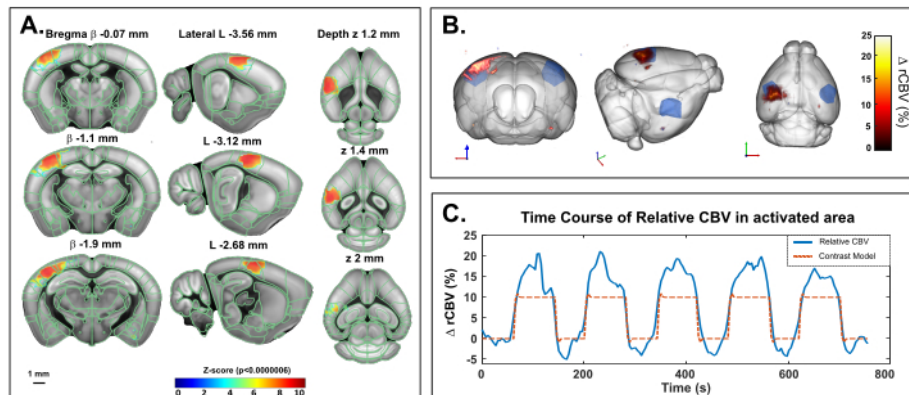 A.
Bregma β -0.07 mm
Lateral L -3.56 mm
Depth z 1.2 mm
β -1.1 mm
L -3.12 mm
z 1.4 mm
β -1.9 mm
L -2.68 mm
z 2 mm
1 mm
Z-score (p<0.0000006)
0 2 4 6 8 10
B.
25
20
15
10
5
0
Δ rCBV (%)
C.
Time Course of Relative CBV in activated area
Relative CBV
Contrast Model
Δ rCBV (%)
25
20
15
10
5
0
-5
0 200 400 600 800
Time (s)